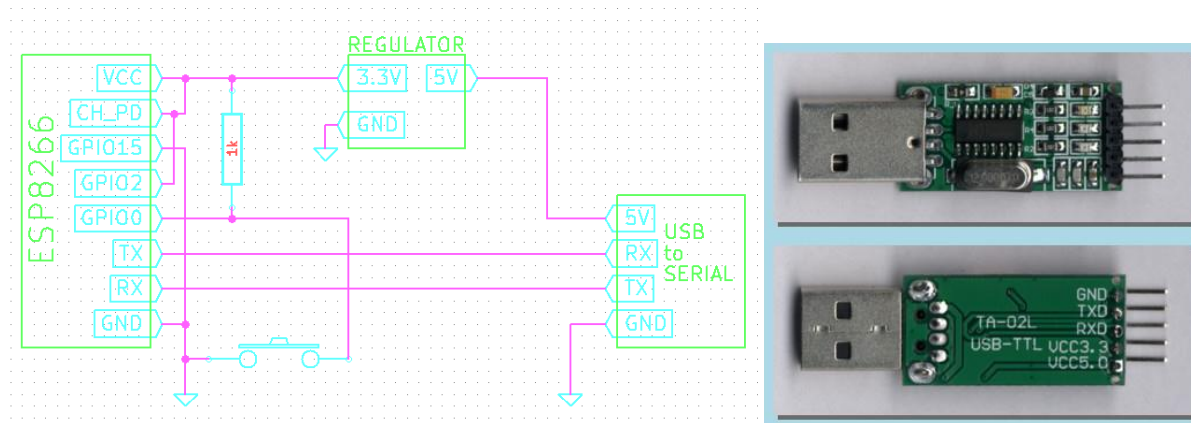 REGULATOR
VCC
3.3V
5V
CH_PD
GND
GPIO15
1k
GPIO2
GPIO0
TX
RX
GND
ESP8266
5V
RX
TX
GND
USB
to
SERIAL
GND
TXD
RXD
VCC3.3
VCC5.0
TA-02L
USB-TTL